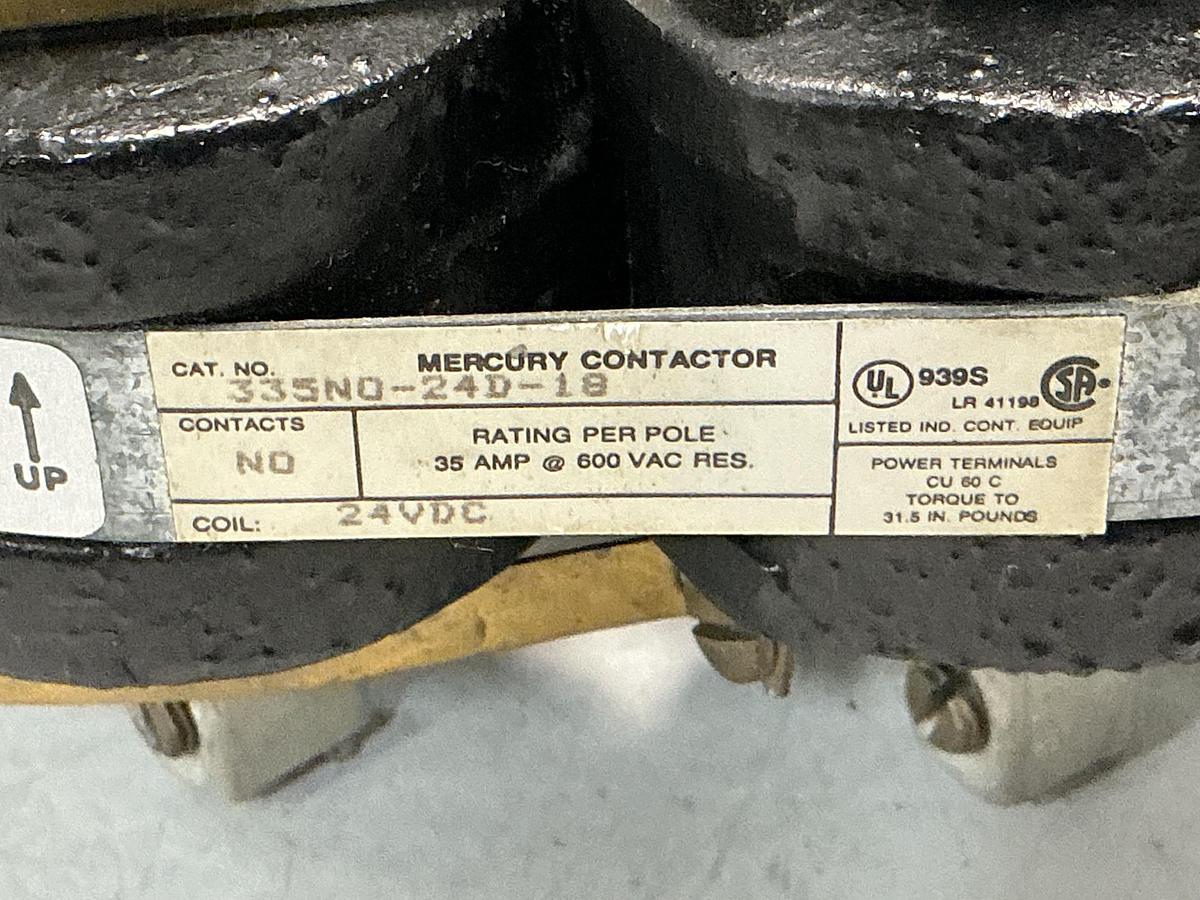 UP
CAT. NO.
MERCURY CONTACTOR
335NO-24D-18
CONTACTS
NO
RATING PER POLE
35 AMP @ 600 VAC RES.
COIL: 24VDC
UL 939S
LR 41198 SA
LISTED IND. CONT. EQUIP
POWER TERMINALS
CU 60 C
TORQUE TO
31.5 IN. POUNDS